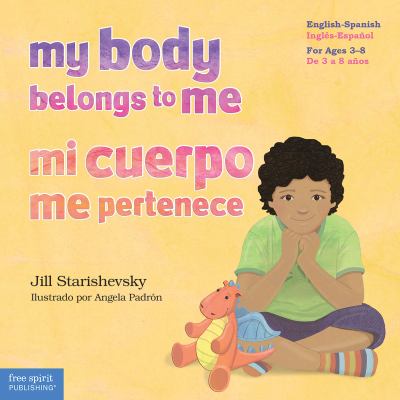 my body
belongs to me
mi cuerpo
me pertenece
English-Spanish
Inglés-Español
For Ages 3–8
De 3 a 8 años
Jill Starishevsky
Ilustrado por Angela Padrón
free spirit
PUBLISHING®